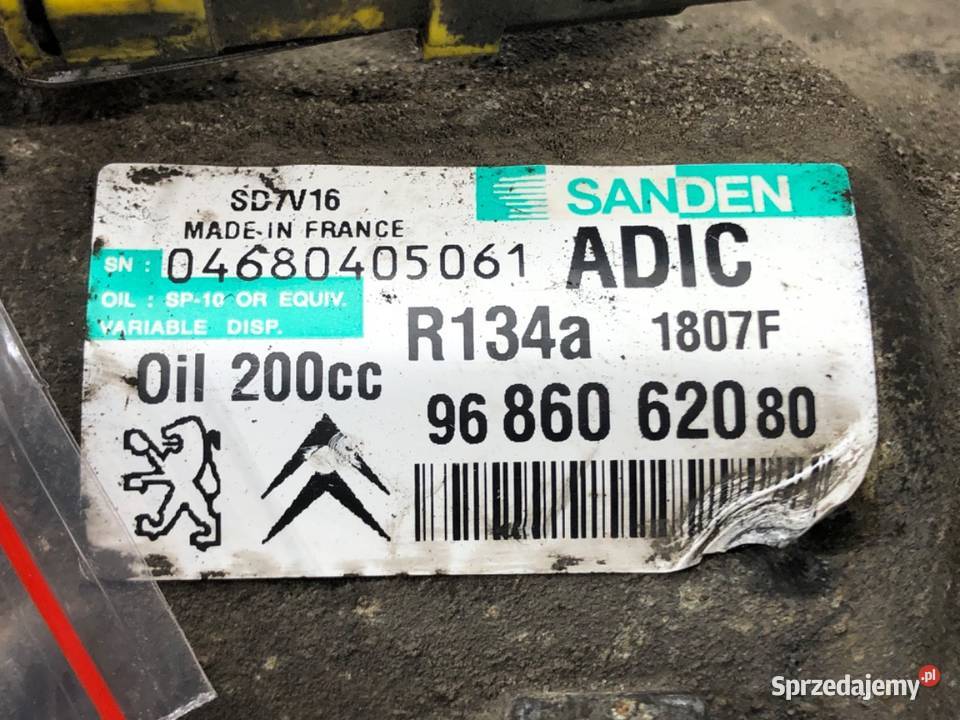 SD7V16
SANDEN
MADE-IN FRANCE
SN : 04680405061
ADIC
OIL : SP-10 OR EQUIV.
VARIABLE DISP.
R134a 1807F
Oil 200cc
96 860 620 80
Sprzedajemy.pl